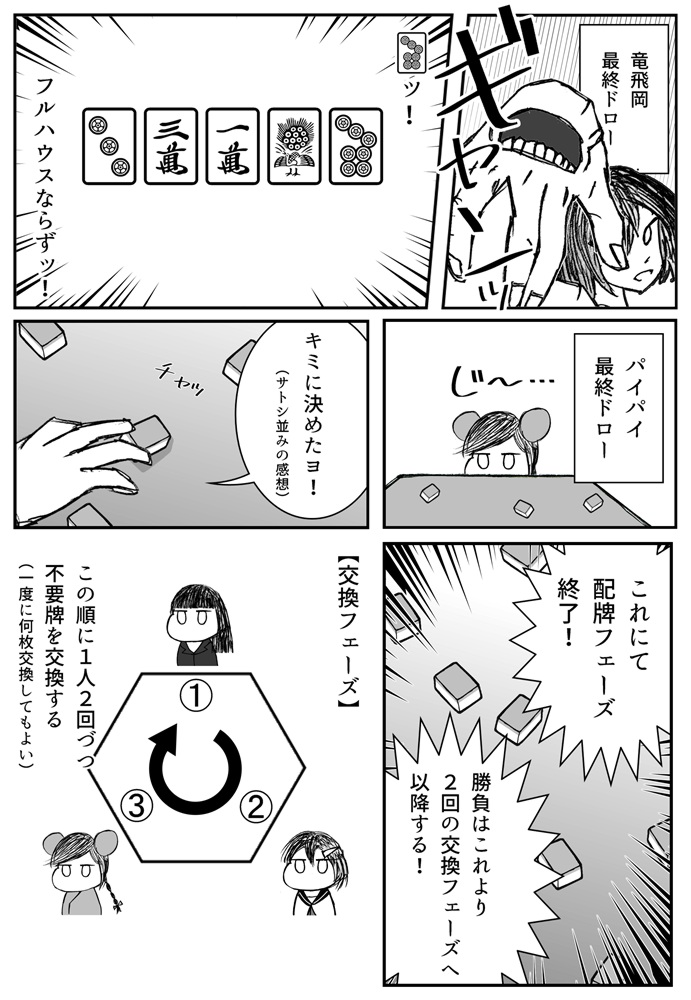 竜飛岡
最終ドロー
ギャーンッ
ッ！
三萬
一萬
フルハウスならずッ！
パイパイ
最終ドロー
じ〜…
キミに決めたヨ！
（サトシ並みの感想）
チャッ
これにて
配牌フェーズ
終了！
勝負はこれより
２回の交換フェーズへ
以降する！
【交換フェーズ】
①
②
③
この順に１人２回づつ
不要牌を交換する
（一度に何枚交換してもよい）